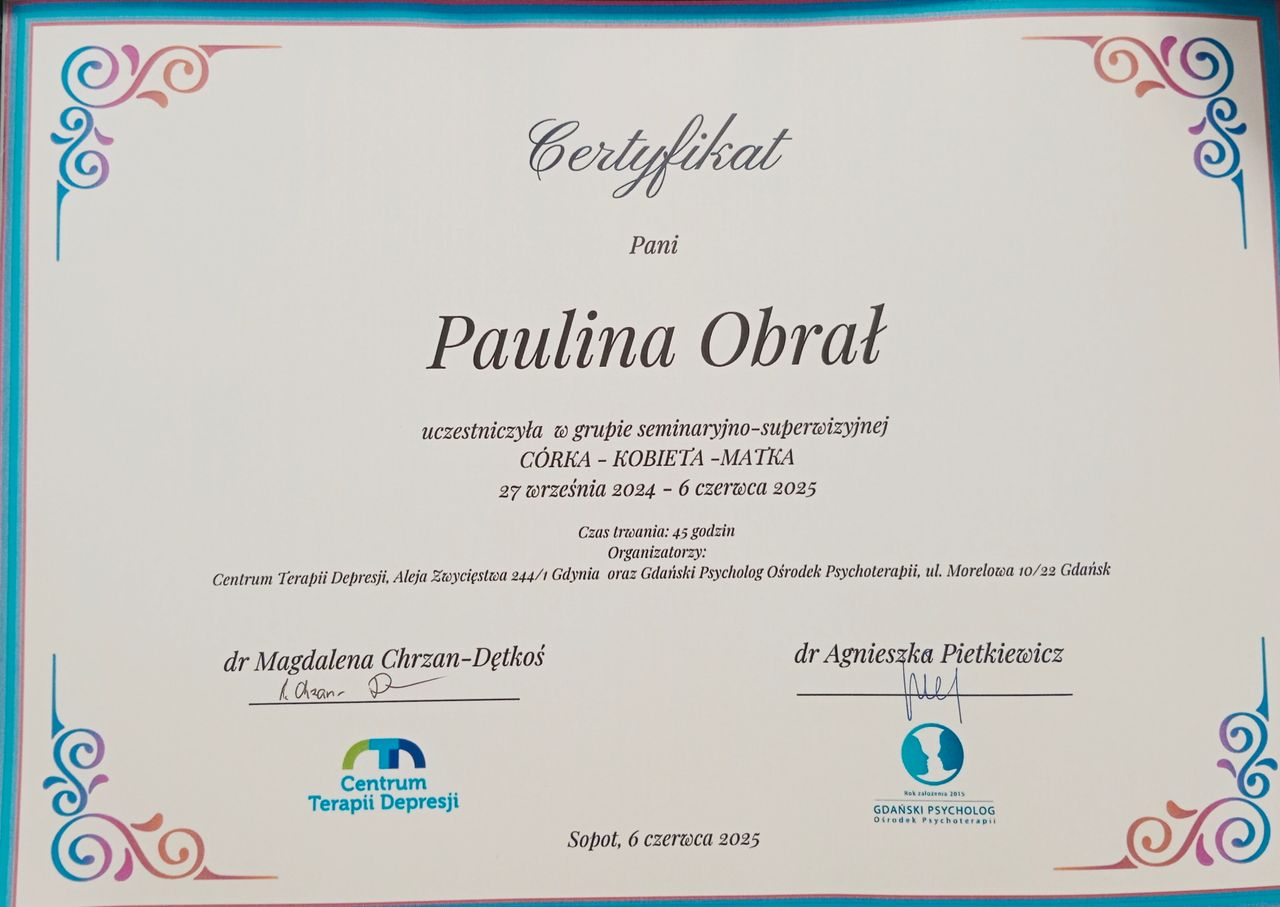 Certyfikat
Pani
Paulina Obrał
uczestniczyła w grupie seminaryjno-superwizyjnej
CÓRKA - KOBIETA -MATKA
27 września 2024 - 6 czerwca 2025
Czas trwania: 45 godzin
Organizatorzy:
Centrum Terapii Depresji, Aleja Zwycięstwa 244/1 Gdynia oraz Gdański Psycholog Ośrodek Psychoterapii, ul. Morelowa 10/22 Gdańsk
dr Magdalena Chrzan-Dętkoś
dr Agnieszka Pietkiewicz
Centrum
Terapii Depresji
Rok założenia 2015
GDAŃSKI PSYCHOLOG
Ośrodek Psychoterapii
Sopot, 6 czerwca 2025